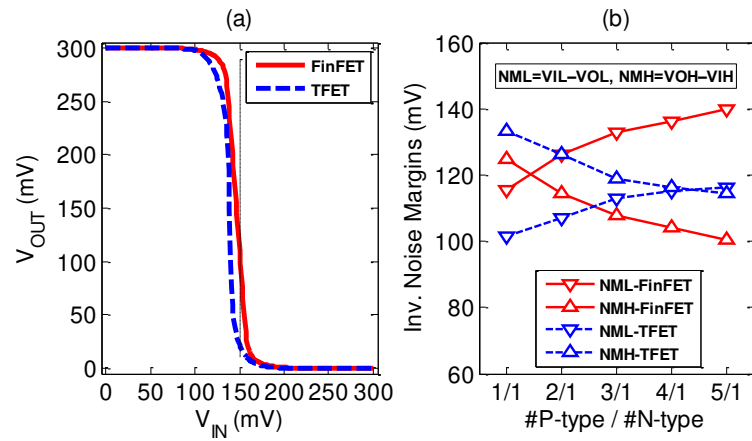 (a)
300
250
200
150
100
50
0
V_OUT (mV)
0 50 100 150 200 250 300
V_IN (mV)
FinFET
TFET
(b)
160
140
120
100
80
60
Inv. Noise Margins (mV)
NML=VIL–VOL, NMH=VOH–VIH
NML-FinFET
NMH-FinFET
NML-TFET
NMH-TFET
1/1 2/1 3/1 4/1 5/1
#P-type / #N-type